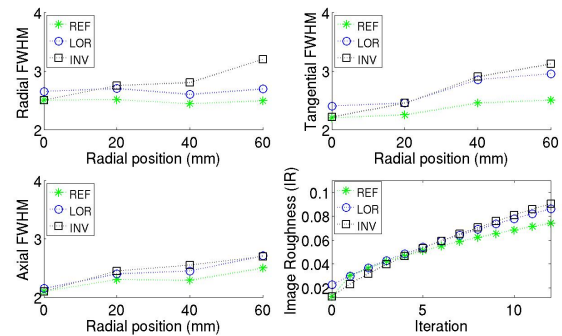 4
3
2
Radial FWHM
REF
LOR
INV
0
20
40
60
Radial position (mm)
4
3
2
Tangential FWHM
REF
LOR
INV
0
20
40
60
Radial position (mm)
4
3
2
Axial FWHM
REF
LOR
INV
0
20
40
60
Radial position (mm)
0.1
0.08
0.06
0.04
0.02
Image Roughness (IR)
REF
LOR
INV
0
5
10
Iteration